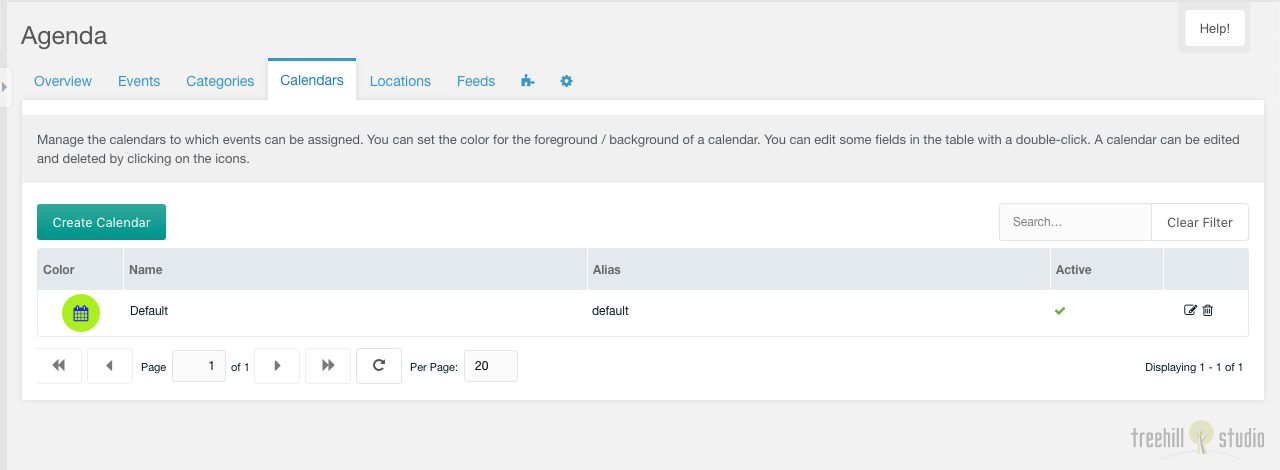 Agenda
Help!
Overview Events Categories Calendars Locations Feeds
Manage the calendars to which events can be assigned. You can set the color for the foreground / background of a calendar. You can edit some fields in the table with a double-click. A calendar can be edited
and deleted by clicking on the icons.
Create Calendar Search... Clear Filter
Color Name Alias Active
Default default
Page 1 of 1 Per Page: 20 Displaying 1 - 1 of 1
treehill studio